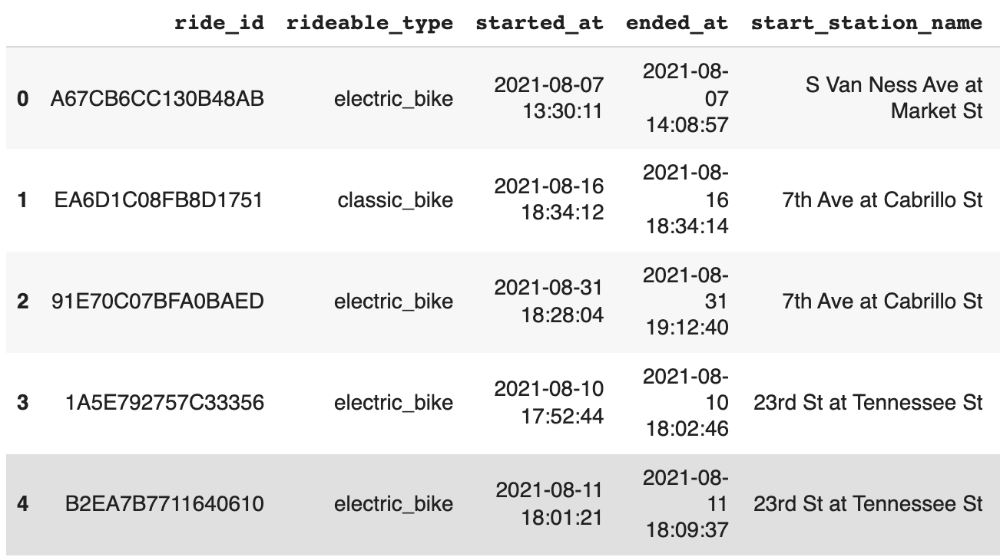 ride_id rideable_type started_at ended_at start_station_name
0 A67CB6CC130B48AB electric_bike 2021-08-07 13:30:11 2021-08-07 14:08:57 S Van Ness Ave at Market St
1 EA6D1C08FB8D1751 classic_bike 2021-08-16 18:34:12 2021-08-16 18:34:14 7th Ave at Cabrillo St
2 91E70C07BFA0BAED electric_bike 2021-08-31 18:28:04 2021-08-31 19:12:40 7th Ave at Cabrillo St
3 1A5E792757C33356 electric_bike 2021-08-10 17:52:44 2021-08-10 18:02:46 23rd St at Tennessee St
4 B2EA7B7711640610 electric_bike 2021-08-11 18:01:21 2021-08-11 18:09:37 23rd St at Tennessee St